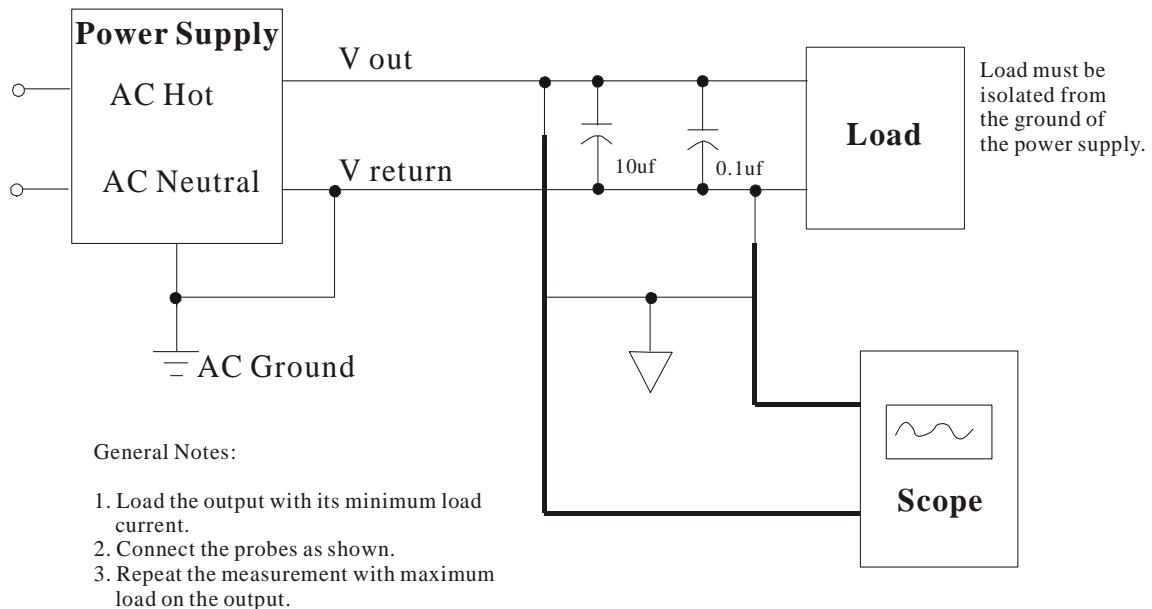 Power Supply
AC Hot
AC Neutral
V out
V return
10uf
0.1uf
Load
Load must be
isolated from
the ground of
the power supply.
AC Ground
Scope
General Notes:
1. Load the output with its minimum load
current.
2. Connect the probes as shown.
3. Repeat the measurement with maximum
load on the output.